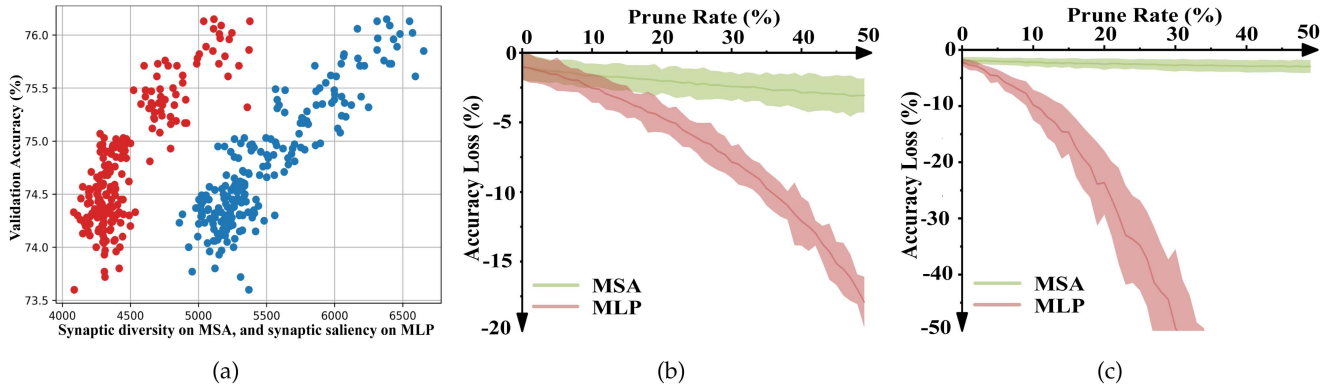 76.0
75.5
75.0
74.5
74.0
73.5
Validation Accuracy (%)
4000 4500 5000 5500 6000 6500
Synaptic diversity on MSA, and synaptic saliency on MLP
(a)
Prune Rate (%)
0 10 20 30 40 50
0
-5
-10
-15
-20
Accuracy Loss (%)
MSA
MLP
(b)
Prune Rate (%)
0 10 20 30 40 50
0
-10
-20
-30
-40
-50
Accuracy Loss (%)
MSA
MLP
(c)